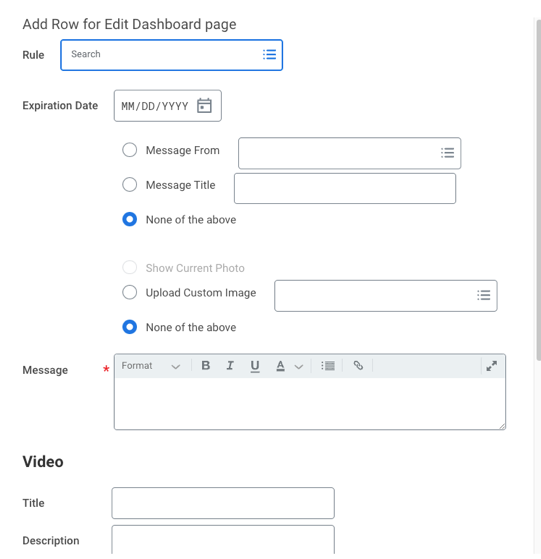 Add Row for Edit Dashboard page
Rule
Search
Expiration Date
MM/DD/YYYY
Message From
Message Title
None of the above
Show Current Photo
Upload Custom Image
None of the above
Message *
Format B I U A
Video
Title
Description